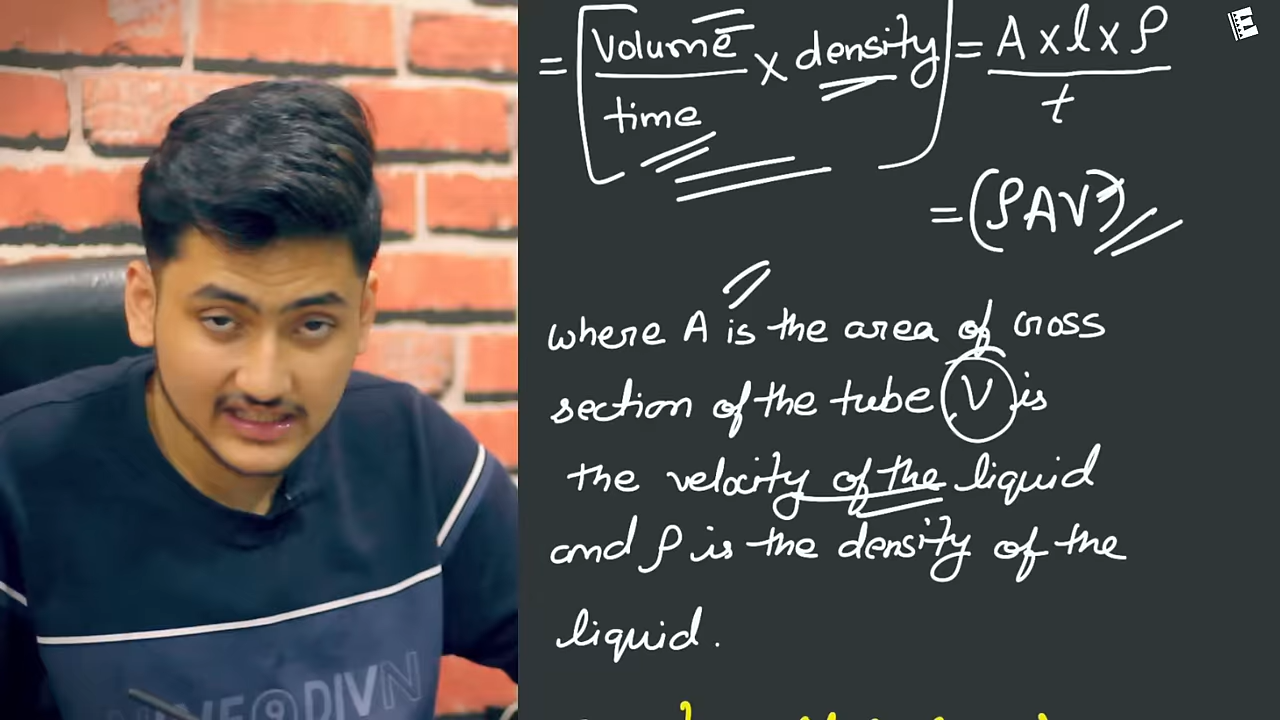 = [Volume/time × density] = A × l × ρ/t
= (ρAV)
where A is the area of cross
section of the tube V is
the velocity of the liquid
and ρ is the density of the
liquid.